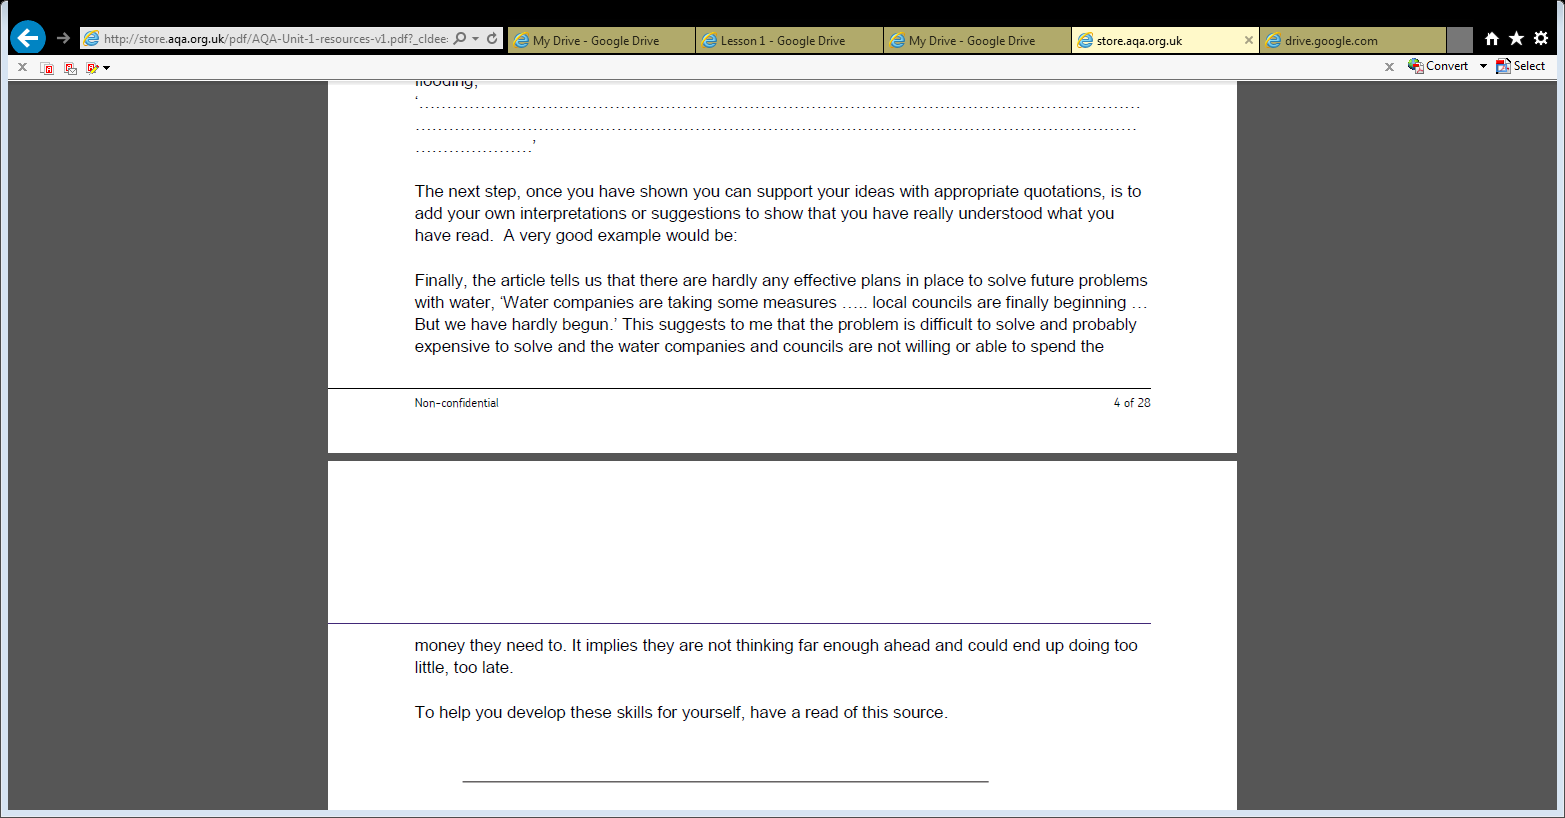 http://store.aqa.org.uk/pdf/AQA-Unit-1-resources-v1.pdf?_cldee
My Drive - Google Drive
Lesson 1 - Google Drive
My Drive - Google Drive
store.aqa.org.uk
drive.google.com
Convert
Select
flooding,
‘……………………………………………………………………………………………………………………
……………………………………………………………………………………………………………………
…………………’
The next step, once you have shown you can support your ideas with appropriate quotations, is to
add your own interpretations or suggestions to show that you have really understood what you
have read.  A very good example would be:
Finally, the article tells us that there are hardly any effective plans in place to solve future problems
with water, ‘Water companies are taking some measures ….. local councils are finally beginning …
But we have hardly begun.’ This suggests to me that the problem is difficult to solve and probably
expensive to solve and the water companies and councils are not willing or able to spend the
Non-confidential
4 of 28
money they need to. It implies they are not thinking far enough ahead and could end up doing too
little, too late.
To help you develop these skills for yourself, have a read of this source.